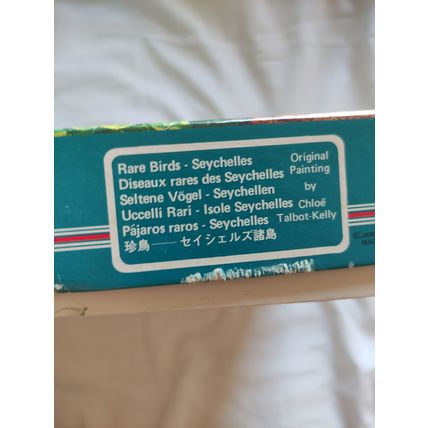 Rare Birds - Seychelles
Diseaux rares des Seychelles
Seltene Vögel - Seychellen
Uccelli Rari - Isole Seychelles
Pájaros raros - Seychelles
珍鳥——セイシェルズ諸島
Original
Painting
by
Chloë
Talbot-Kelly